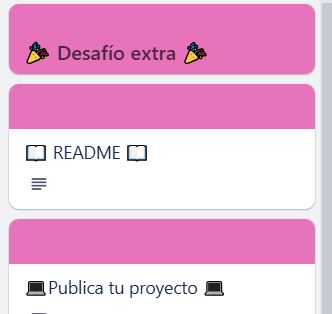 🎉 Desafío extra 🎉
📖 README 📖
💻Publica tu proyecto 💻